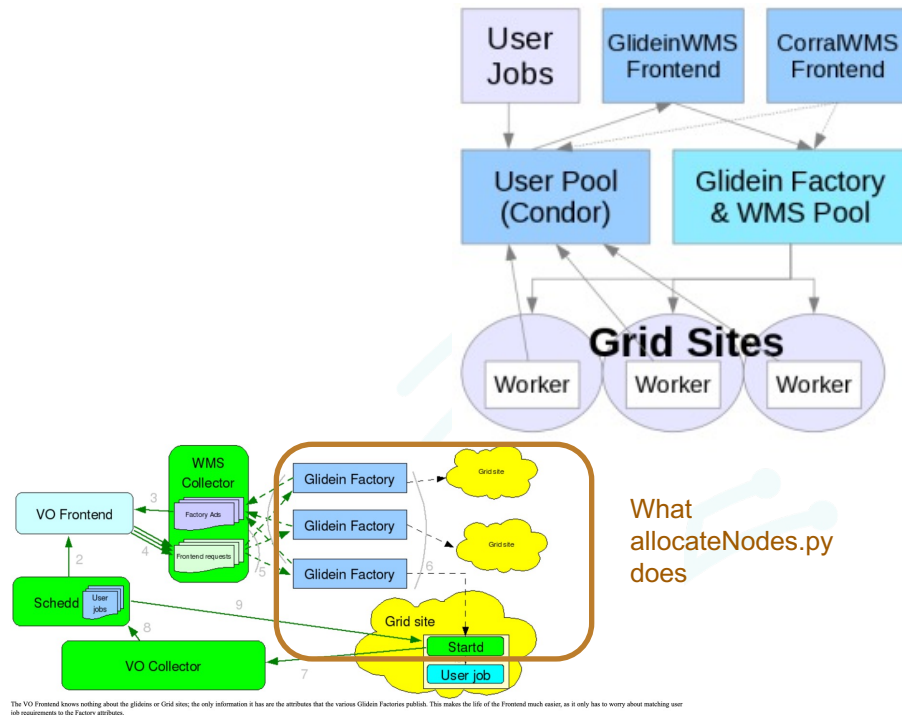 User
Jobs
GlideinWMS
Frontend
CorralWMS
Frontend
User Pool
(Condor)
Glidein Factory
& WMS Pool
Grid Sites
Worker
Worker
Worker
WMS
Collector
Factory Ads
Frontend requests
VO Frontend
3
4
2
5
1
Glidein Factory
Glidein Factory
Glidein Factory
6
Grid site
Grid site
Grid site
Startd
User job
Schedd
User
jobs
9
8
VO Collector
7
What
allocateNodes.py
does
The VO Frontend knows nothing about the glideins or Grid sites; the only information it has are the attributes that the various Glidein Factories publish. This makes the life of the Frontend much easier, as it only has to worry about matching user
job requirements to the Factory attributes.